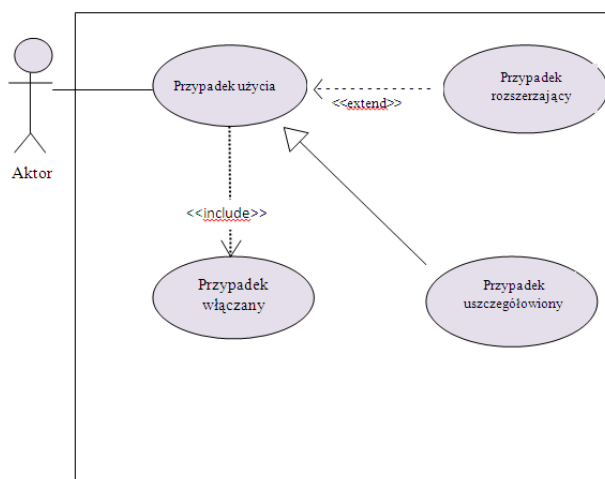 Przypadek użycia
<<extend>>
Przypadek
rozszerzający
Aktor
<<include>>
Przypadek
włączany
Przypadek
uszczegółowiony